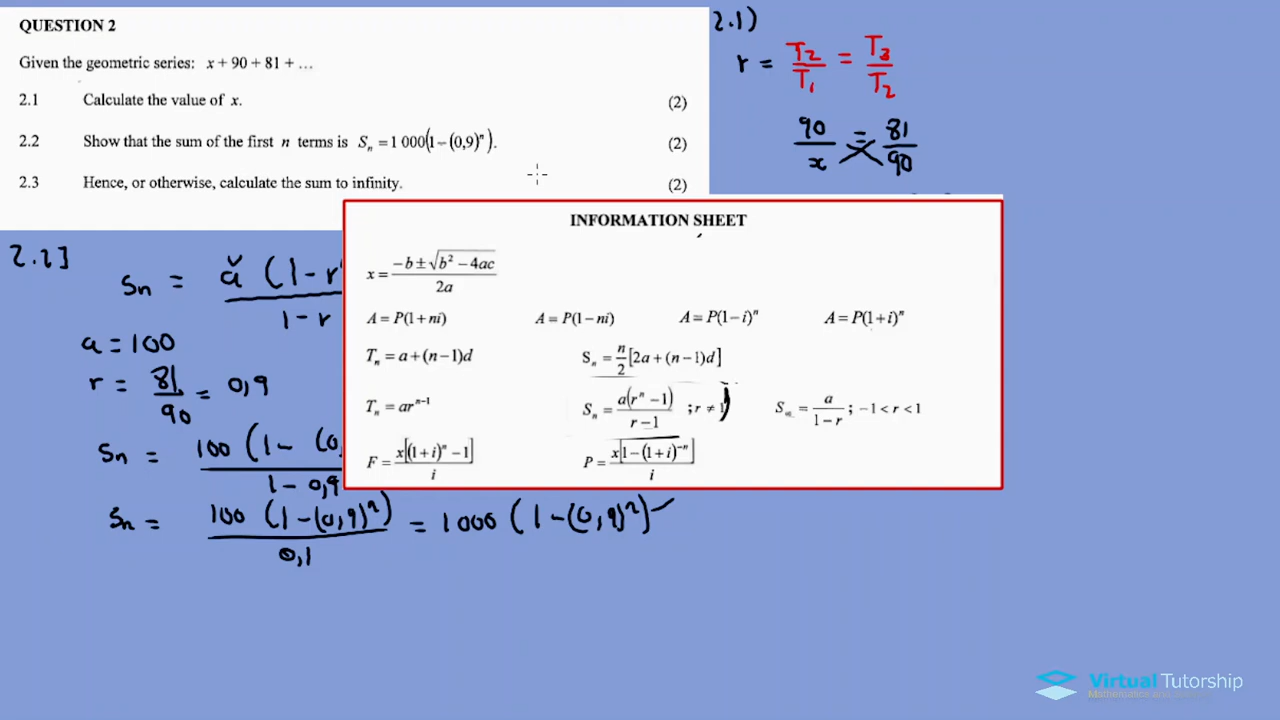 QUESTION 2
Given the geometric series: x + 90 + 81 + ...
2.1 Calculate the value of x. (2)
2.2 Show that the sum of the first n terms is Sₙ = 1 000(1 – (0,9)ⁿ). (2)
2.3 Hence, or otherwise, calculate the sum to infinity. (2)
2.1)
r = T₂/T₁ = T₃/T₂
90/x = 81/90
INFORMATION SHEET
x = (–b ± √(b² – 4ac))/2a
A = P(1 + ni) A = P(1 – ni) A = P(1 – i)ⁿ A = P(1 + i)ⁿ
Tₙ = a + (n – 1)d Sₙ = n/2[2a + (n – 1)d]
Tₙ = arⁿ⁻¹ Sₙ = a(rⁿ – 1)/(r – 1) ; r ≠ 1 S∞ = a/(1 – r) ; –1 < r < 1
F = x[(1 + i)ⁿ – 1]/i P = x[1 – (1 + i)⁻ⁿ]/i
2.2]
Sn = a (1 – r
1 – r
a = 100
r = 81/90 = 0,9
Sn = 100 (1 – (0,
1 – 0,9
Sn = 100 (1 – (0,9)ⁿ)/0,1 = 1000 (1 – (0,9)ⁿ)
Virtual Tutorship